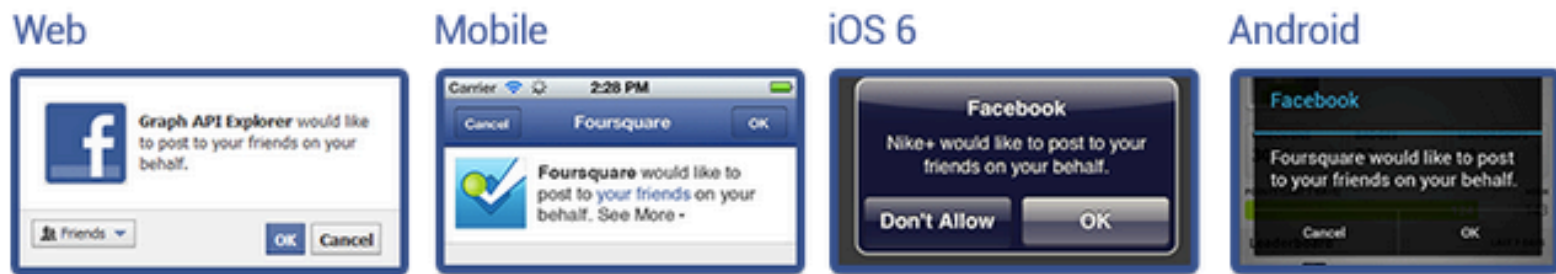 Web
Graph API Explorer would like
to post to your friends on your
behalf.
Friends
OK
Cancel
Mobile
Carrier
2:28 PM
Cancel
Foursquare
OK
Foursquare would like to
post to your friends on your
behalf. See More
iOS 6
Facebook
Nike+ would like to post to your
friends on your behalf.
Don't Allow
OK
Android
Facebook
Foursquare would like to post
to your friends on your behalf.
Cancel
OK
Leaderboard